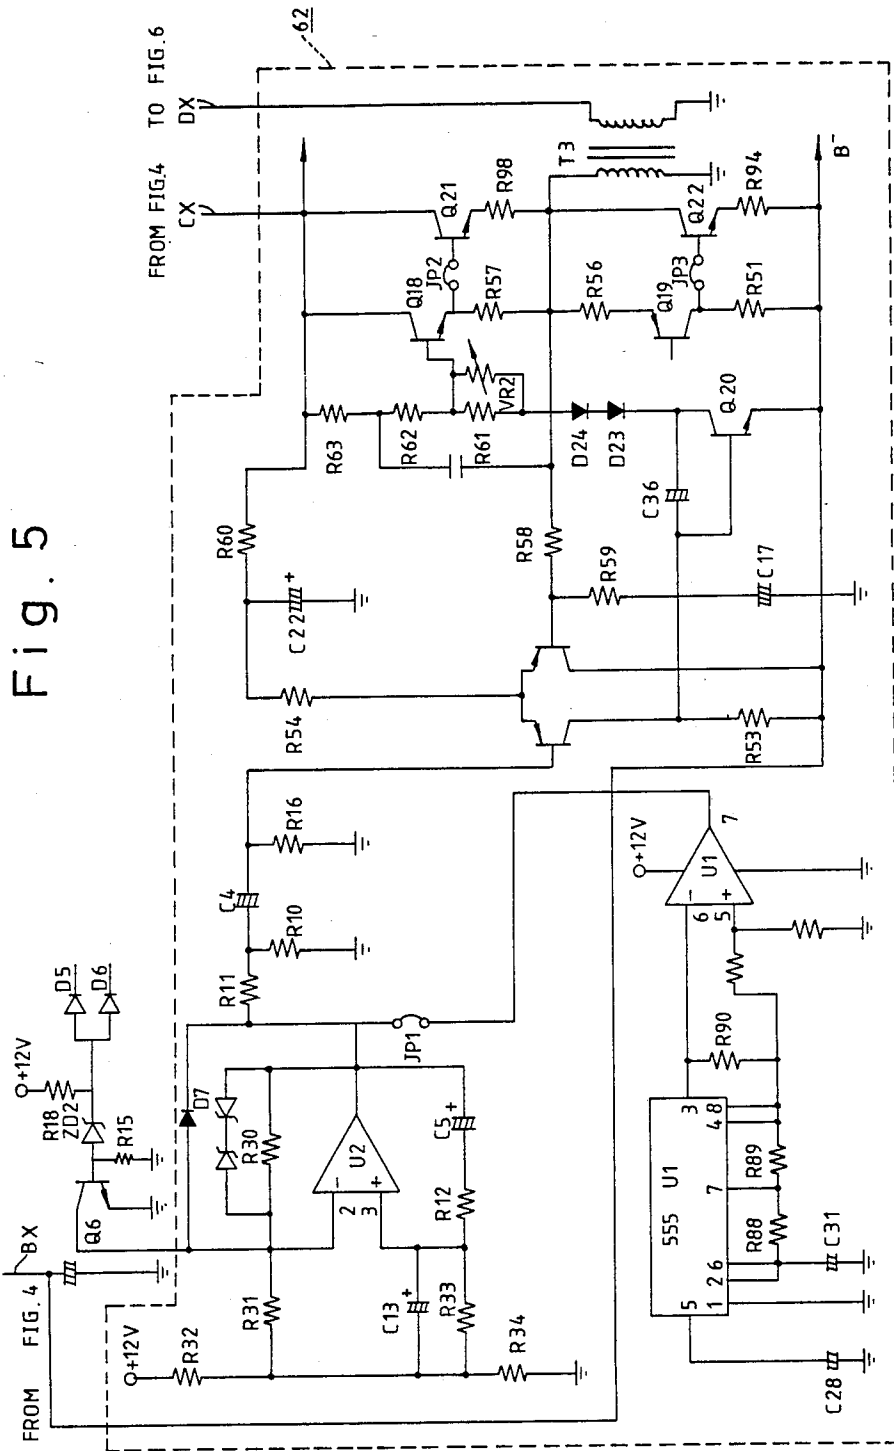 Fig. 5
FROM FIG.4
CX
TO FIG.6
DX
62
R60
C22
+
R54
R63
R62
R61
VR2
Q18
JP2
Q21
R57
R98
T3
R58
R59
C17
D24
D23
C36
Q20
R56
Q19
JP3
Q22
R51
R94
B-
R53
+12V
R18
ZD2
D5
D6
R15
Q6
BX
FROM FIG. 4
D7
R11
C4
R10
R16
+12V
R32
R31
R30
U2
-
+
2
3
C5
+
R12
C13
+
R33
R34
JP1
+12V
U1
-
+
6
5
7
R90
555
U1
3
4
8
7
6
2
1
5
R89
R88
C31
C28